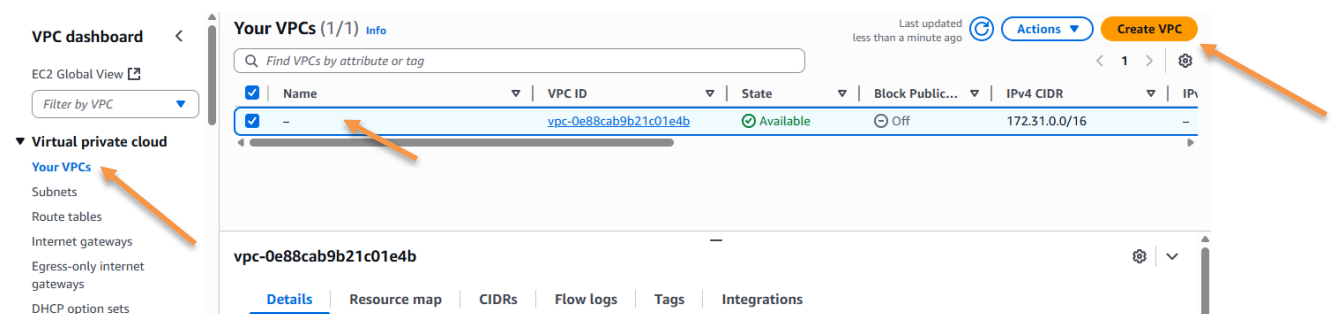 VPC dashboard
EC2 Global View
Filter by VPC
Virtual private cloud
Your VPCs
Subnets
Route tables
Internet gateways
Egress-only internet
gateways
DHCP option sets
Your VPCs (1/1) Info
Last updated
less than a minute ago
Actions
Create VPC
Find VPCs by attribute or tag
1
Name VPC ID State Block Public... IPv4 CIDR
– vpc-0e88cab9b21c01e4b Available Off 172.31.0.0/16 –
vpc-0e88cab9b21c01e4b
Details Resource map CIDRs Flow logs Tags Integrations